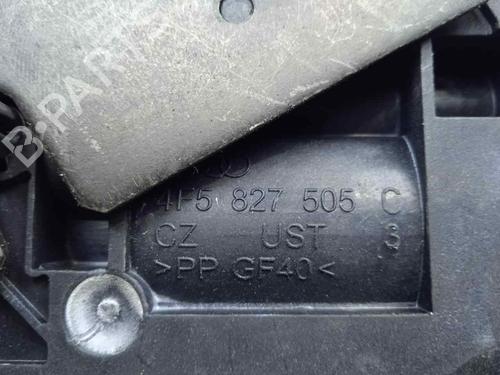 B-PARTS
4F5 827 505 C
CZ UST 3
>PP GF40<